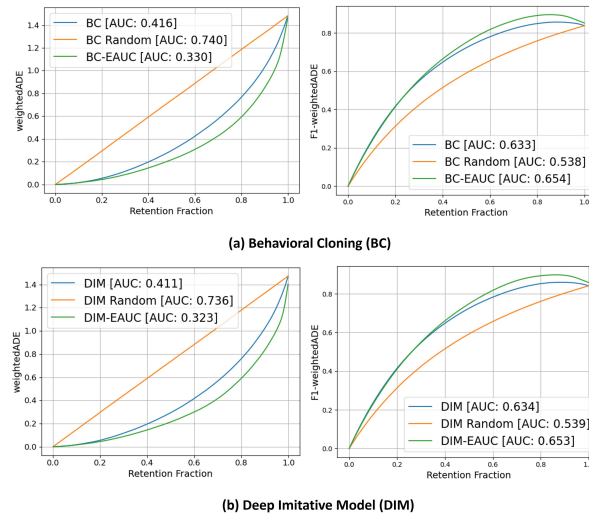 BC [AUC: 0.416]
BC Random [AUC: 0.740]
BC-EAUC [AUC: 0.330]
weightedADE
1.4
1.2
1.0
0.8
0.6
0.4
0.2
0.0
0.0 0.2 0.4 0.6 0.8 1.0
Retention Fraction
F1-weightedADE
0.8
0.6
0.4
0.2
0.0
BC [AUC: 0.633]
BC Random [AUC: 0.538]
BC-EAUC [AUC: 0.654]
0.0 0.2 0.4 0.6 0.8 1.0
Retention Fraction
(a) Behavioral Cloning (BC)
DIM [AUC: 0.411]
DIM Random [AUC: 0.736]
DIM-EAUC [AUC: 0.323]
weightedADE
1.4
1.2
1.0
0.8
0.6
0.4
0.2
0.0
0.0 0.2 0.4 0.6 0.8 1.0
Retention Fraction
F1-weightedADE
0.8
0.6
0.4
0.2
0.0
DIM [AUC: 0.634]
DIM Random [AUC: 0.539]
DIM-EAUC [AUC: 0.653]
0.0 0.2 0.4 0.6 0.8 1.0
Retention Fraction
(b) Deep Imitative Model (DIM)